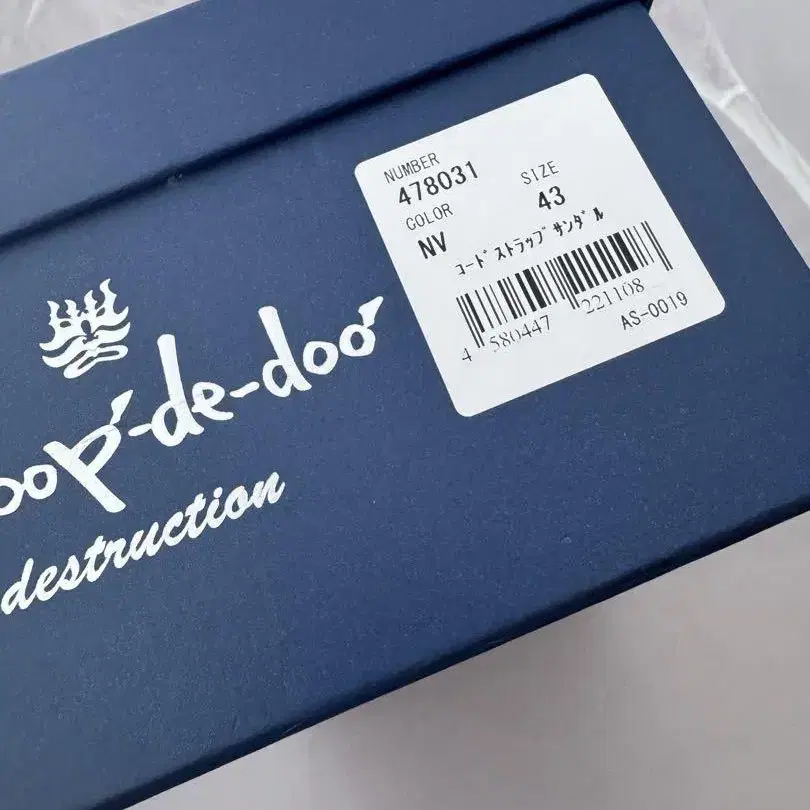 NUMBER SIZE
478031 43
COLOR
NV
ｺｰﾄﾞｽﾄﾗｯﾌﾟｻﾝﾀﾞﾙ
4 580447 221108
AS-0019
oop-de-doo
destruction